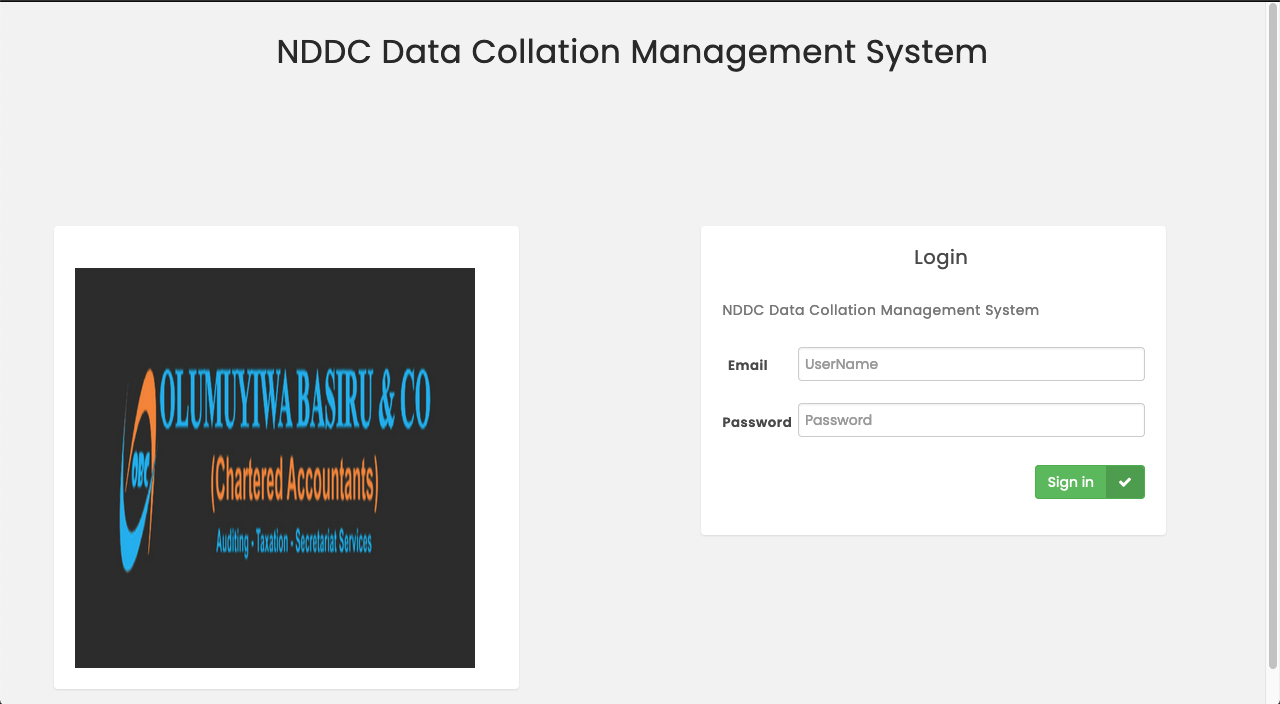 NDDC Data Collation Management System
OLUMUYIWA BASIRU & CO
OBC
(Chartered Accountants)
Auditing - Taxation - Secretariat Services
Login
NDDC Data Collation Management System
Email
UserName
Password
Password
Sign in